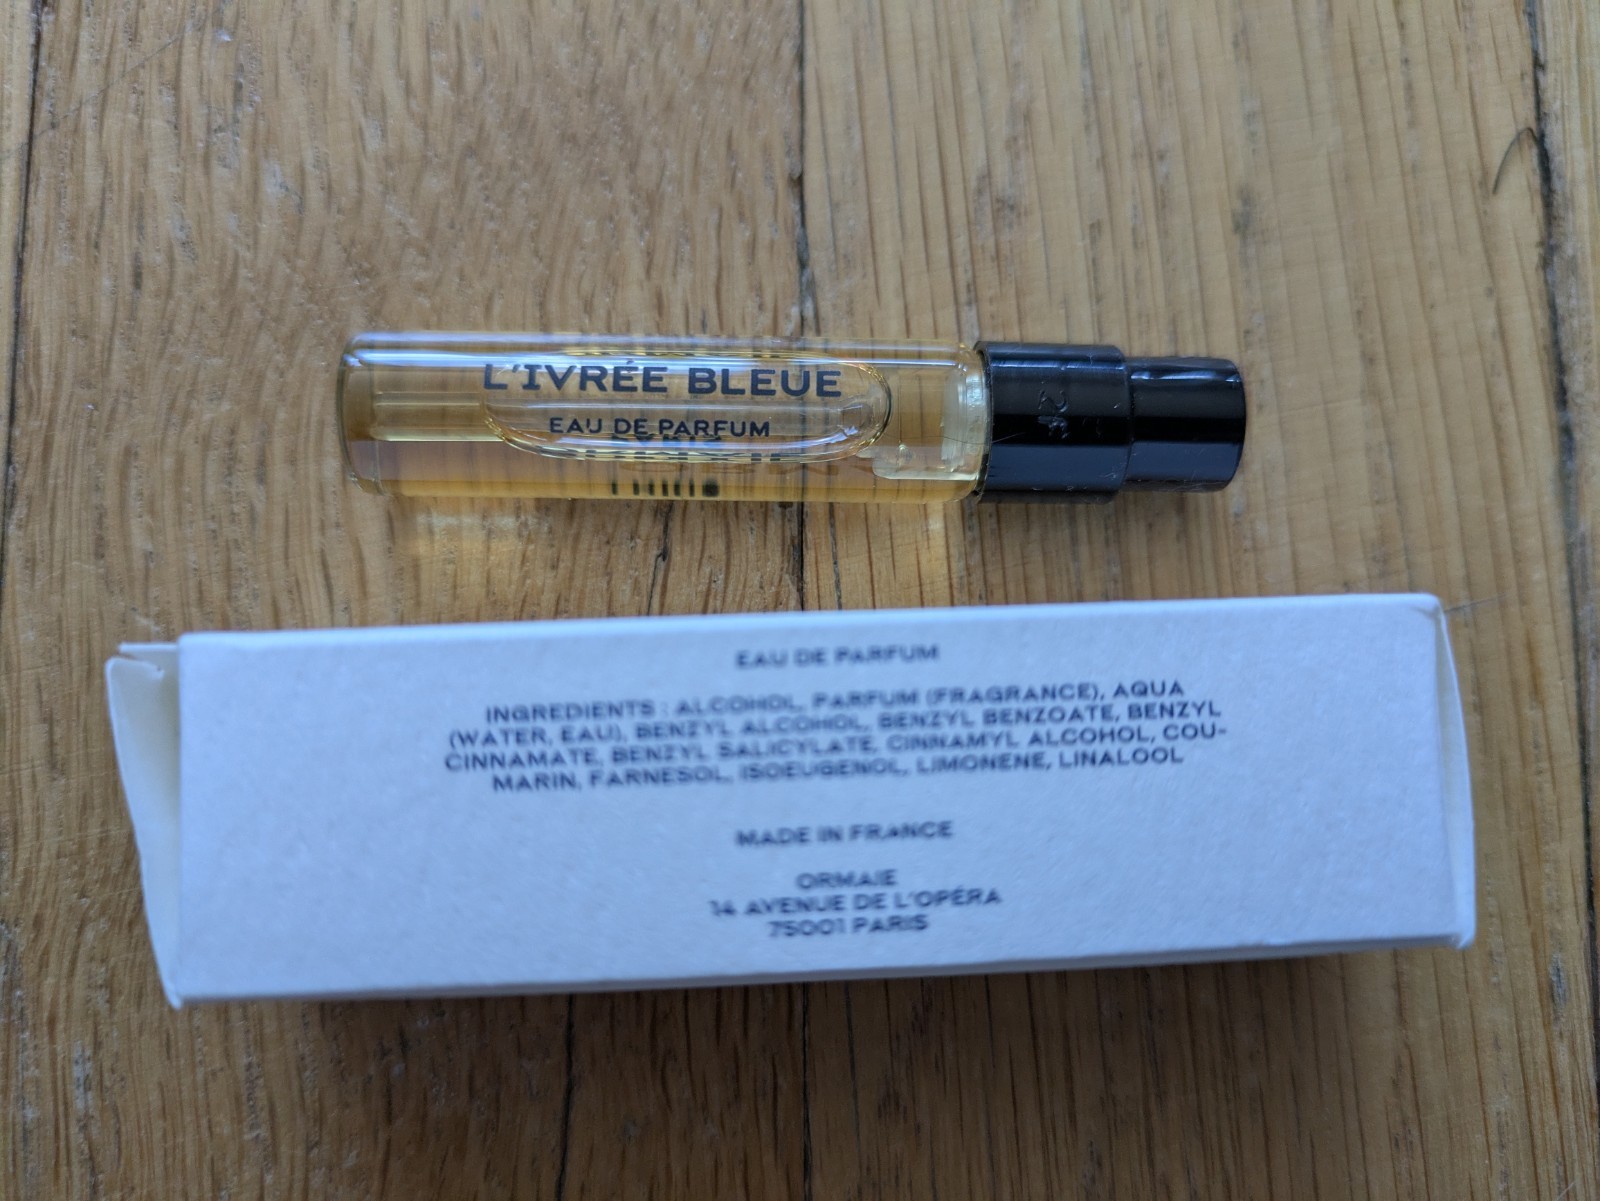 L'IVRÉE BLEUE
EAU DE PARFUM
2F
EAU DE PARFUM
INGREDIENTS : ALCOHOL, PARFUM (FRAGRANCE), AQUA
(WATER, EAU), BENZYL ALCOHOL, BENZYL BENZOATE, BENZYL
CINNAMATE, BENZYL SALICYLATE, CINNAMYL ALCOHOL, COU-
MARIN, FARNESOL, ISOEUGENOL, LIMONENE, LINALOOL
MADE IN FRANCE
ORMAIE
14 AVENUE DE L'OPÉRA
75001 PARIS